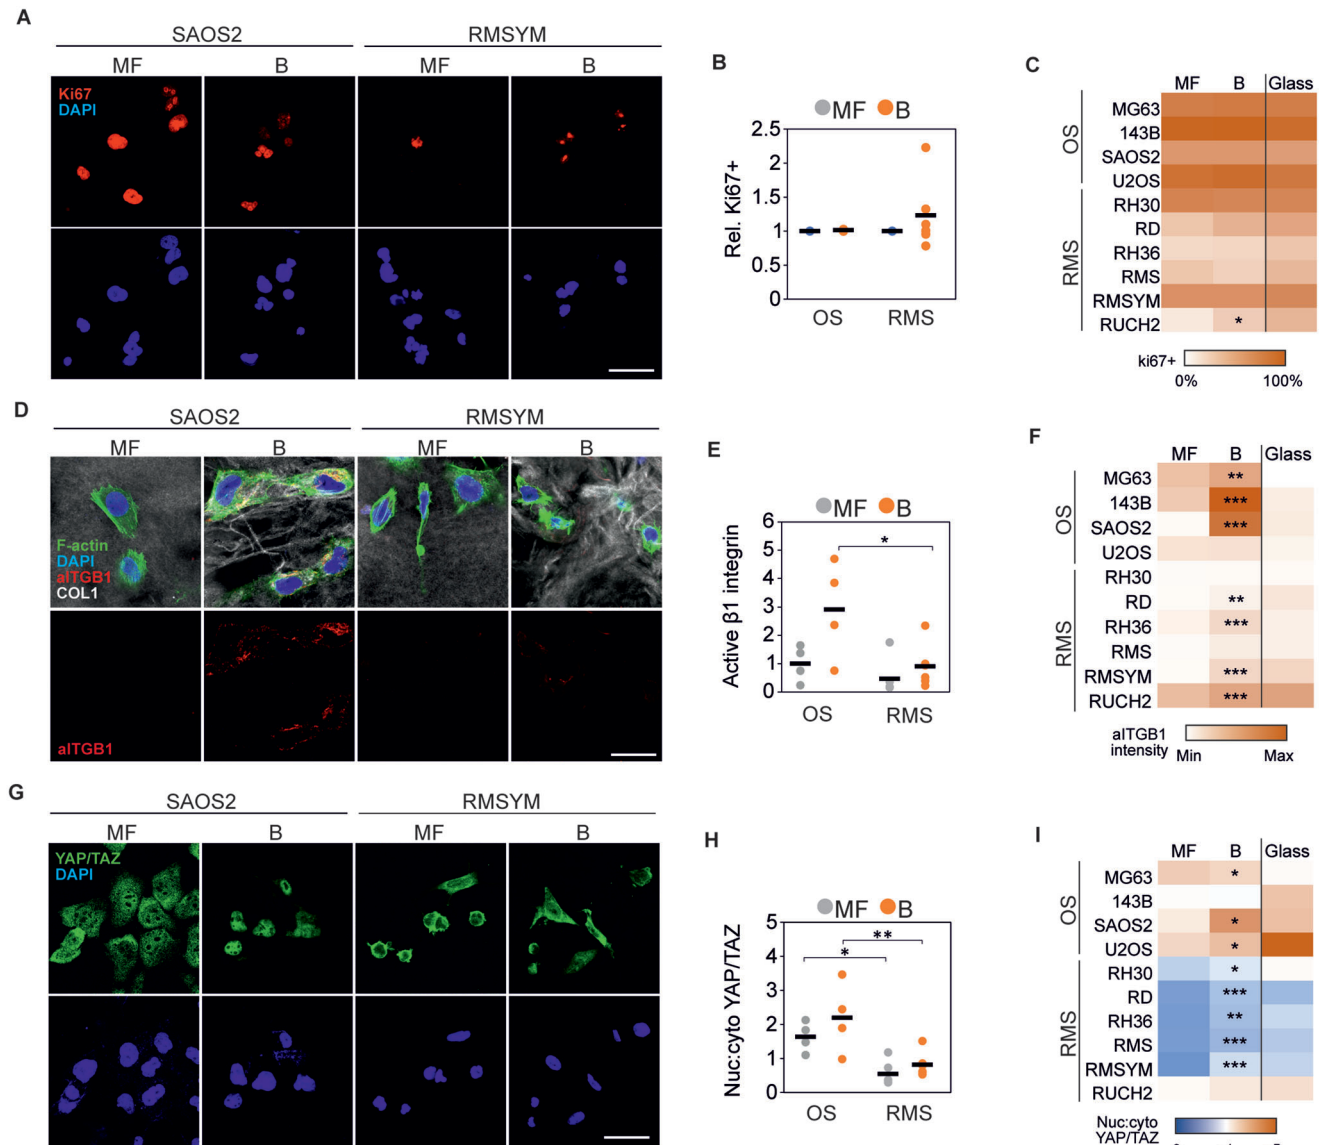 A
SAOS2 RMSYM
MF B MF B
Ki67
DAPI
B
MF B
Rel. Ki67+
2.5
2
1.5
1
0.5
0
OS RMS
C
MF B Glass
OS
MG63
143B
SAOS2
U2OS
RMS
RH30
RD
RH36
RMS
RMSYM
RUCH2 *
ki67+
0% 100%
D
SAOS2 RMSYM
MF B MF B
F-actin
DAPI
aITGB1
COL1
aITGB1
E
MF B
Active β1 integrin
6
5
4
3
2
1
0
*
OS RMS
F
MF B Glass
OS
MG63 **
143B ***
SAOS2 ***
U2OS
RMS
RH30
RD **
RH36 ***
RMS
RMSYM ***
RUCH2 ***
aITGB1
intensity
Min Max
G
SAOS2 RMSYM
MF B MF B
YAP/TAZ
DAPI
H
MF B
Nuc:cyto YAP/TAZ
5
4
3
2
1
0
**
*
OS RMS
I
MF B Glass
OS
MG63 *
143B
SAOS2 *
U2OS *
RMS
RH30 *
RD ***
RH36 **
RMS ***
RMSYM ***
RUCH2
Nuc:cyto
YAP/TAZ